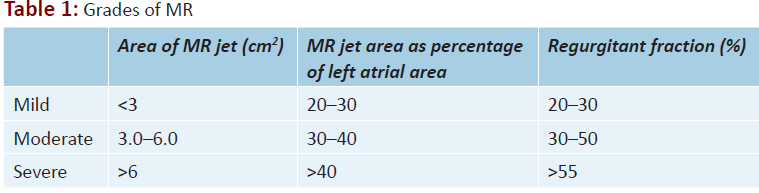 Table 1: Grades of MR
Area of MR jet (cm²) MR jet area as percentage Regurgitant fraction (%)
of left atrial area
Mild <3 20–30 20–30
Moderate 3.0–6.0 30–40 30–50
Severe >6 >40 >55